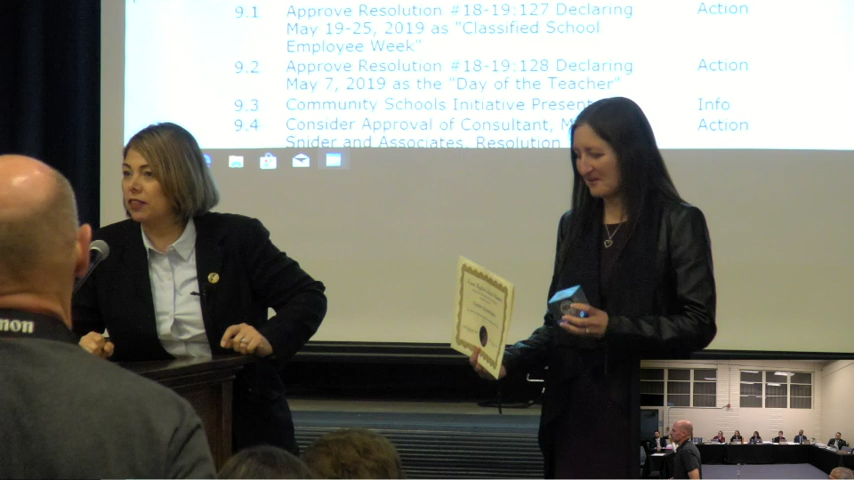 9.1 Approve Resolution #18-19:127 Declaring Action
May 19-25, 2019 as "Classified School
Employee Week"
9.2 Approve Resolution #18-19:128 Declaring Action
May 7, 2019 as the "Day of the Teacher"
9.3 Community Schools Initiative Info
9.4 Consider Approval of Consultant, Action
Snider and Associates, Resolution